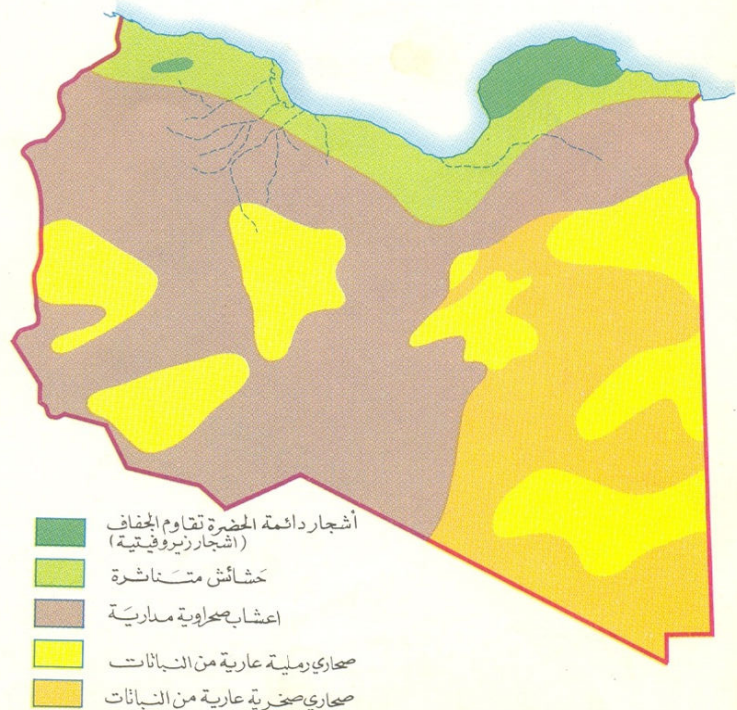 أشجار دائمة الخضرة تقاوم الجفاف
(اشجار زيروفيتية)
حشائش متناثرة
اعشاب صحراوية مدارية
صحاري رملية عارية من النباتات
صحاري صخرية عارية من النباتات